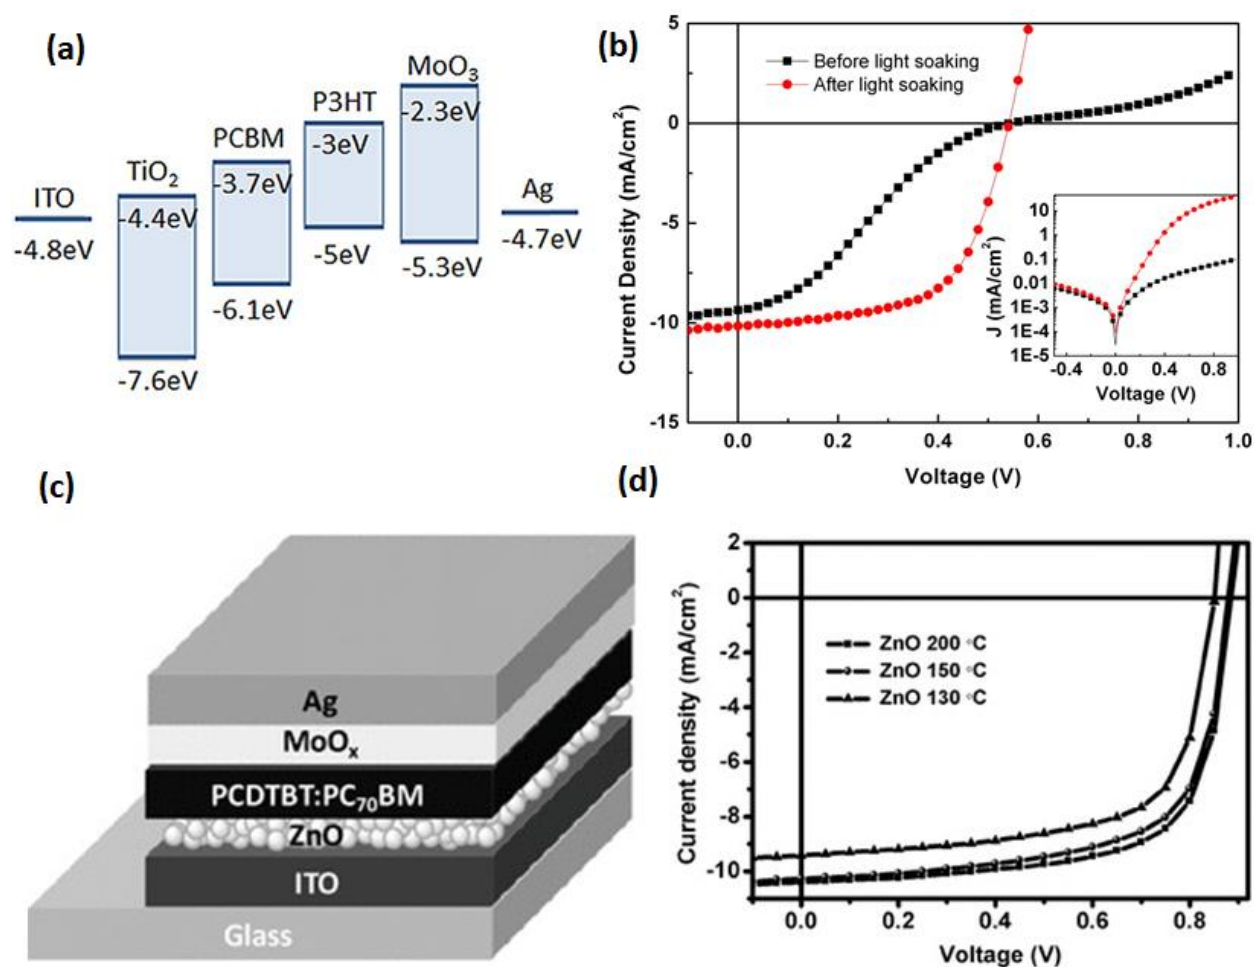 (a)
MoO₃
P3HT
-2.3eV
PCBM
-3eV
TiO₂
-3.7eV
Ag
ITO
-4.4eV
-4.8eV
-5eV
-5.3eV
-4.7eV
-6.1eV
-7.6eV
(b)
Before light soaking
After light soaking
Current Density (mA/cm²)
5
0
-5
-10
-15
0.0 0.2 0.4 0.6 0.8 1.0
Voltage (V)
J (mA/cm²)
10
1
0.1
0.01
1E-3
1E-4
1E-5
-0.4 0.0 0.4 0.8
Voltage (V)
(c)
Ag
MoOₓ
PCDTBT:PC₇₀BM
ZnO
ITO
Glass
(d)
Current density (mA/cm²)
2
0
-2
-4
-6
-8
-10
ZnO 200 °C
ZnO 150 °C
ZnO 130 °C
0.0 0.2 0.4 0.6 0.8
Voltage (V)